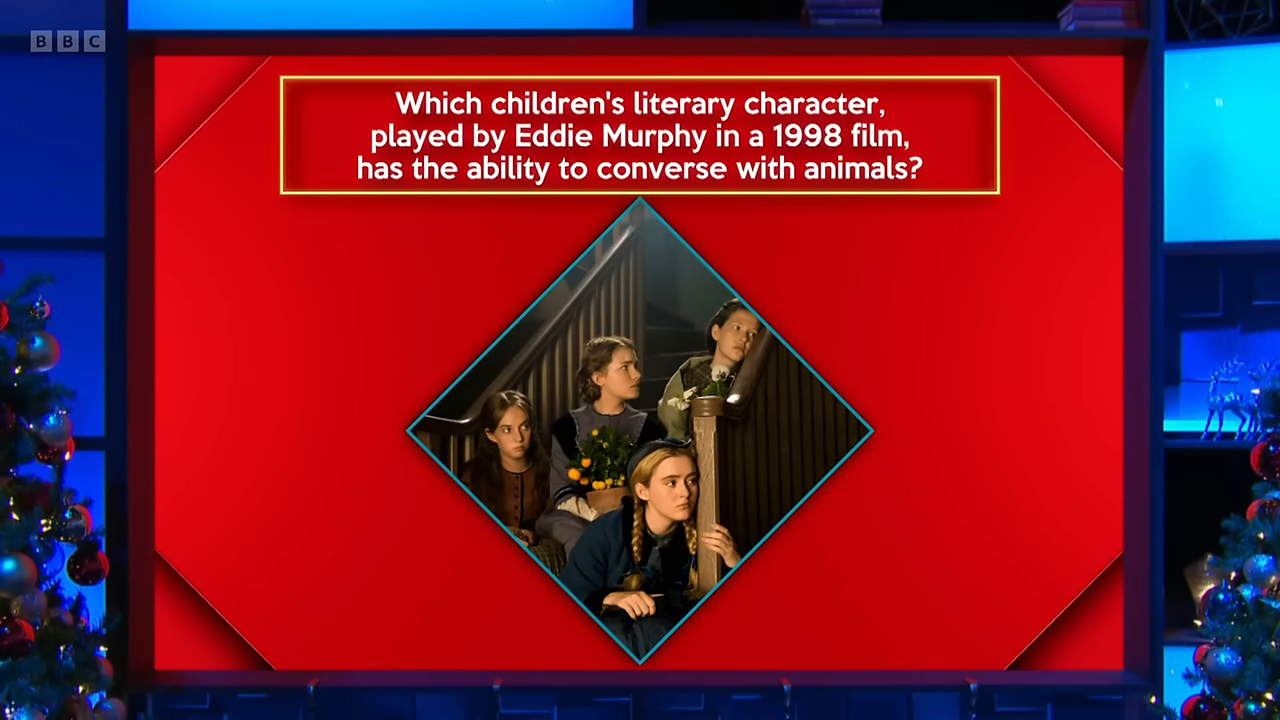 BBC
Which children's literary character,
played by Eddie Murphy in a 1998 film,
has the ability to converse with animals?